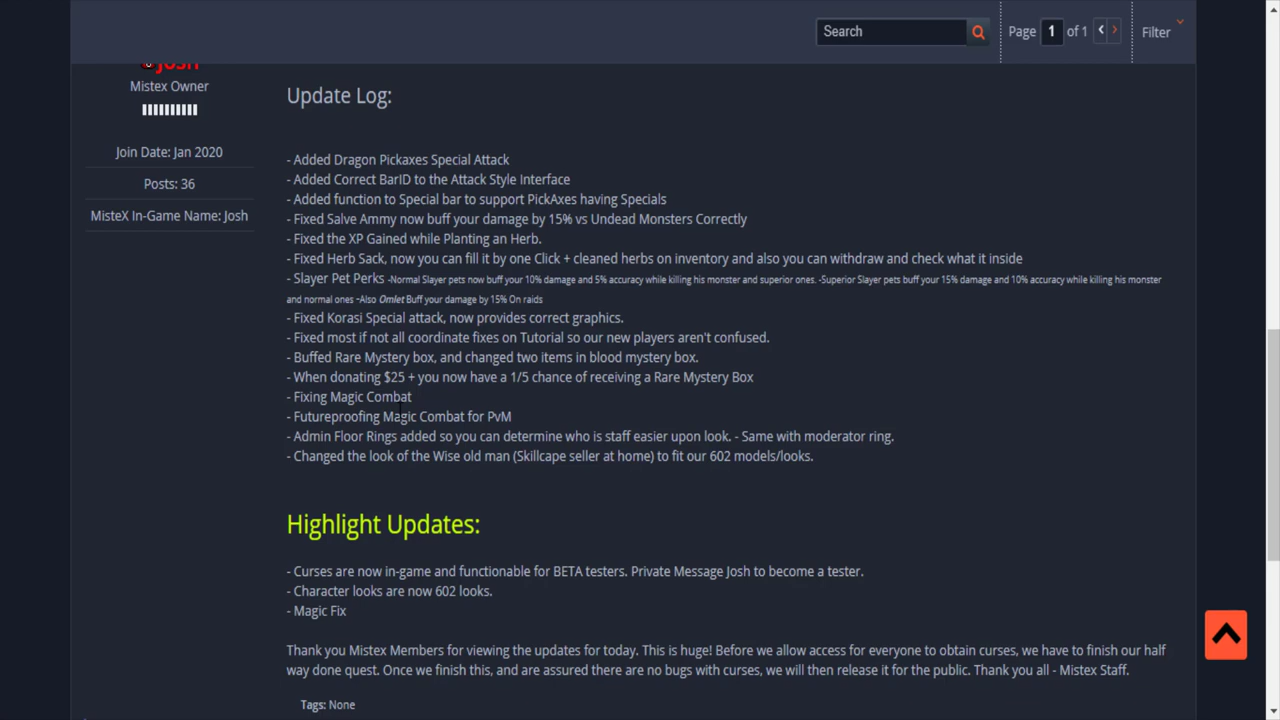 Search
Page 1 of 1
Filter
Josh
Mistex Owner
Join Date: Jan 2020
Posts: 36
MisteX In-Game Name: Josh
Update Log:
- Added Dragon Pickaxes Special Attack
- Added Correct BarID to the Attack Style Interface
- Added function to Special bar to support PickAxes having Specials
- Fixed Salve Ammy now buff your damage by 15% vs Undead Monsters Correctly
- Fixed the XP Gained while Planting an Herb.
- Fixed Herb Sack, now you can fill it by one Click + cleaned herbs on inventory and also you can withdraw and check what it inside
- Slayer Pet Perks -Normal Slayer pets now buff your 10% damage and 5% accuracy while killing his monster and superior ones. -Superior Slayer pets buff your 15% damage and 10% accuracy while killing his monster
and normal ones -Also Omlet Buff your damage by 15% On raids
- Fixed Korasi Special attack, now provides correct graphics.
- Fixed most if not all coordinate fixes on Tutorial so our new players aren't confused.
- Buffed Rare Mystery box, and changed two items in blood mystery box.
- When donating $25 + you now have a 1/5 chance of receiving a Rare Mystery Box
- Fixing Magic Combat
- Futureproofing Magic Combat for PvM
- Admin Floor Rings added so you can determine who is staff easier upon look. - Same with moderator ring.
- Changed the look of the Wise old man (Skillcape seller at home) to fit our 602 models/looks.
Highlight Updates:
- Curses are now in-game and functionable for BETA testers. Private Message Josh to become a tester.
- Character looks are now 602 looks.
- Magic Fix
Thank you Mistex Members for viewing the updates for today. This is huge! Before we allow access for everyone to obtain curses, we have to finish our half
way done quest. Once we finish this, and are assured there are no bugs with curses, we will then release it for the public. Thank you all - Mistex Staff.
Tags: None